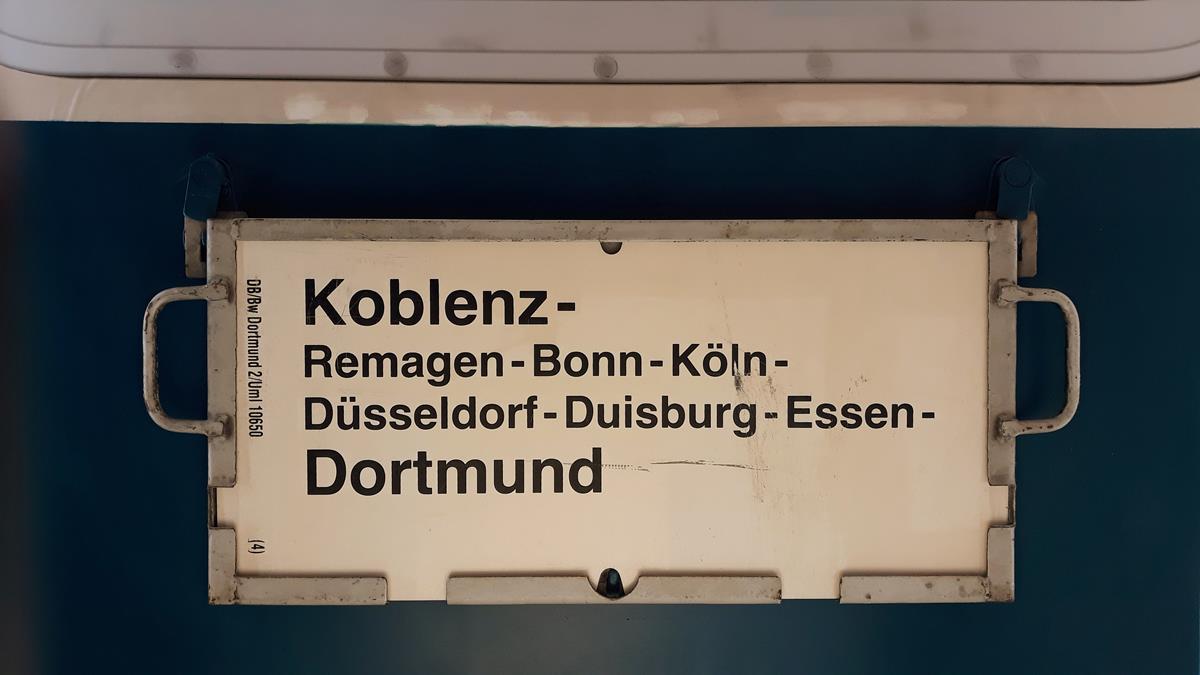 Koblenz-
Remagen-Bonn-Köln-
Düsseldorf-Duisburg-Essen-
Dortmund
DB/Bw Dortmund 2/Uml 10650
(4)